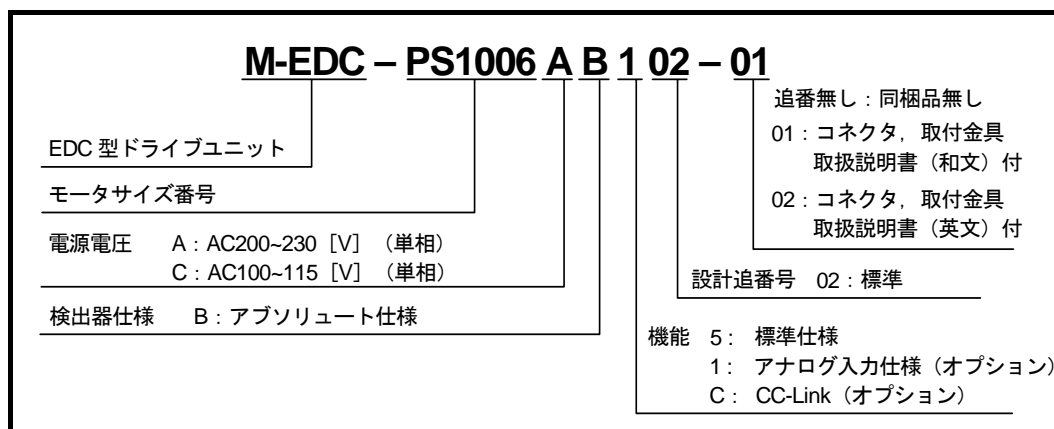 M-EDC – PS1006 A B 1 02 – 01
追番無し：同梱品無し
01：コネクタ，取付金具
取扱説明書（和文）付
02：コネクタ，取付金具
取扱説明書（英文）付
EDC 型ドライブユニット
モータサイズ番号
電源電圧 A：AC200~230［V］（単相）
C：AC100~115［V］（単相）
設計追番号 02：標準
検出器仕様 B：アブソリュート仕様
機能 5： 標準仕様
1： アナログ入力仕様（オプション）
C： CC-Link（オプション）